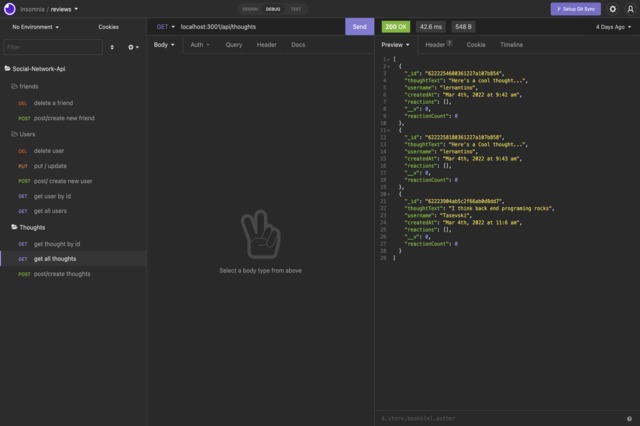 Insomnia / reviews
DESIGN DEBUG TEST
Setup Git Sync
No Environment Cookies
GET localhost:3001/api/thoughts Send
200 OK 42.6 ms 548 B 4 Days Ago
Filter
Body Auth Query Header Docs
Preview Header 7 Cookie Timeline
Social-Network-Api
friends
DEL delete a friend
POST post/create new friend
Users
DEL delete user
PUT put / update
POST post/ create new user
GET get user by id
GET get all users
Thoughts
GET get thought by id
GET get all thoughts
POST post/create thoughts
Select a body type from above
1 [
2 {
3 "_id": "6222254600361227a107b854",
4 "thoughtText": "Here's a cool thought...",
5 "username": "lernantino",
6 "createdAt": "Mar 4th, 2022 at 9:42 am",
7 "reactions": [],
8 "__v": 0,
9 "reactionCount": 0
10 },
11 {
12 "_id": "6222258100361227a107b858",
13 "thoughtText": "Here's a Cool thought...",
14 "username": "lernantino",
15 "createdAt": "Mar 4th, 2022 at 9:43 am",
16 "reactions": [],
17 "__v": 0,
18 "reactionCount": 0
19 },
20 {
21 "_id": "62223904ab5c2f66ab0d8dd7",
22 "thoughtText": "I think back end programing rocks",
23 "username": "Tasevski",
24 "createdAt": "Mar 4th, 2022 at 11:6 am",
25 "reactions": [],
26 "__v": 0,
27 "reactionCount": 0
28 }
29 ]
$.store.books[*].author